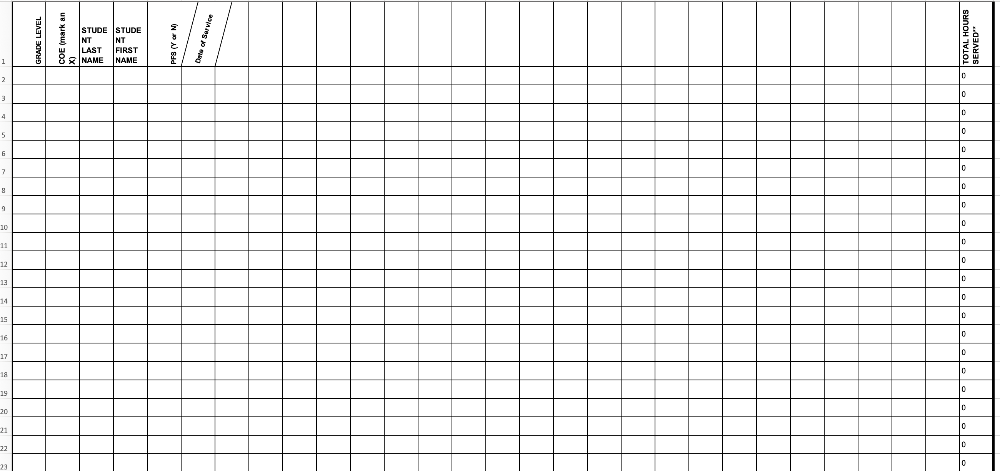 GRADE LEVEL
COE (mark an
X)
STUDE
NT
LAST
NAME
STUDE
NT
FIRST
NAME
PFS (Y or N)
Date of Service
TOTAL HOURS
SERVED**
1
2 0
3 0
4 0
5 0
6 0
7 0
8 0
9 0
10 0
11 0
12 0
13 0
14 0
15 0
16 0
17 0
18 0
19 0
20 0
21 0
22 0
23 0